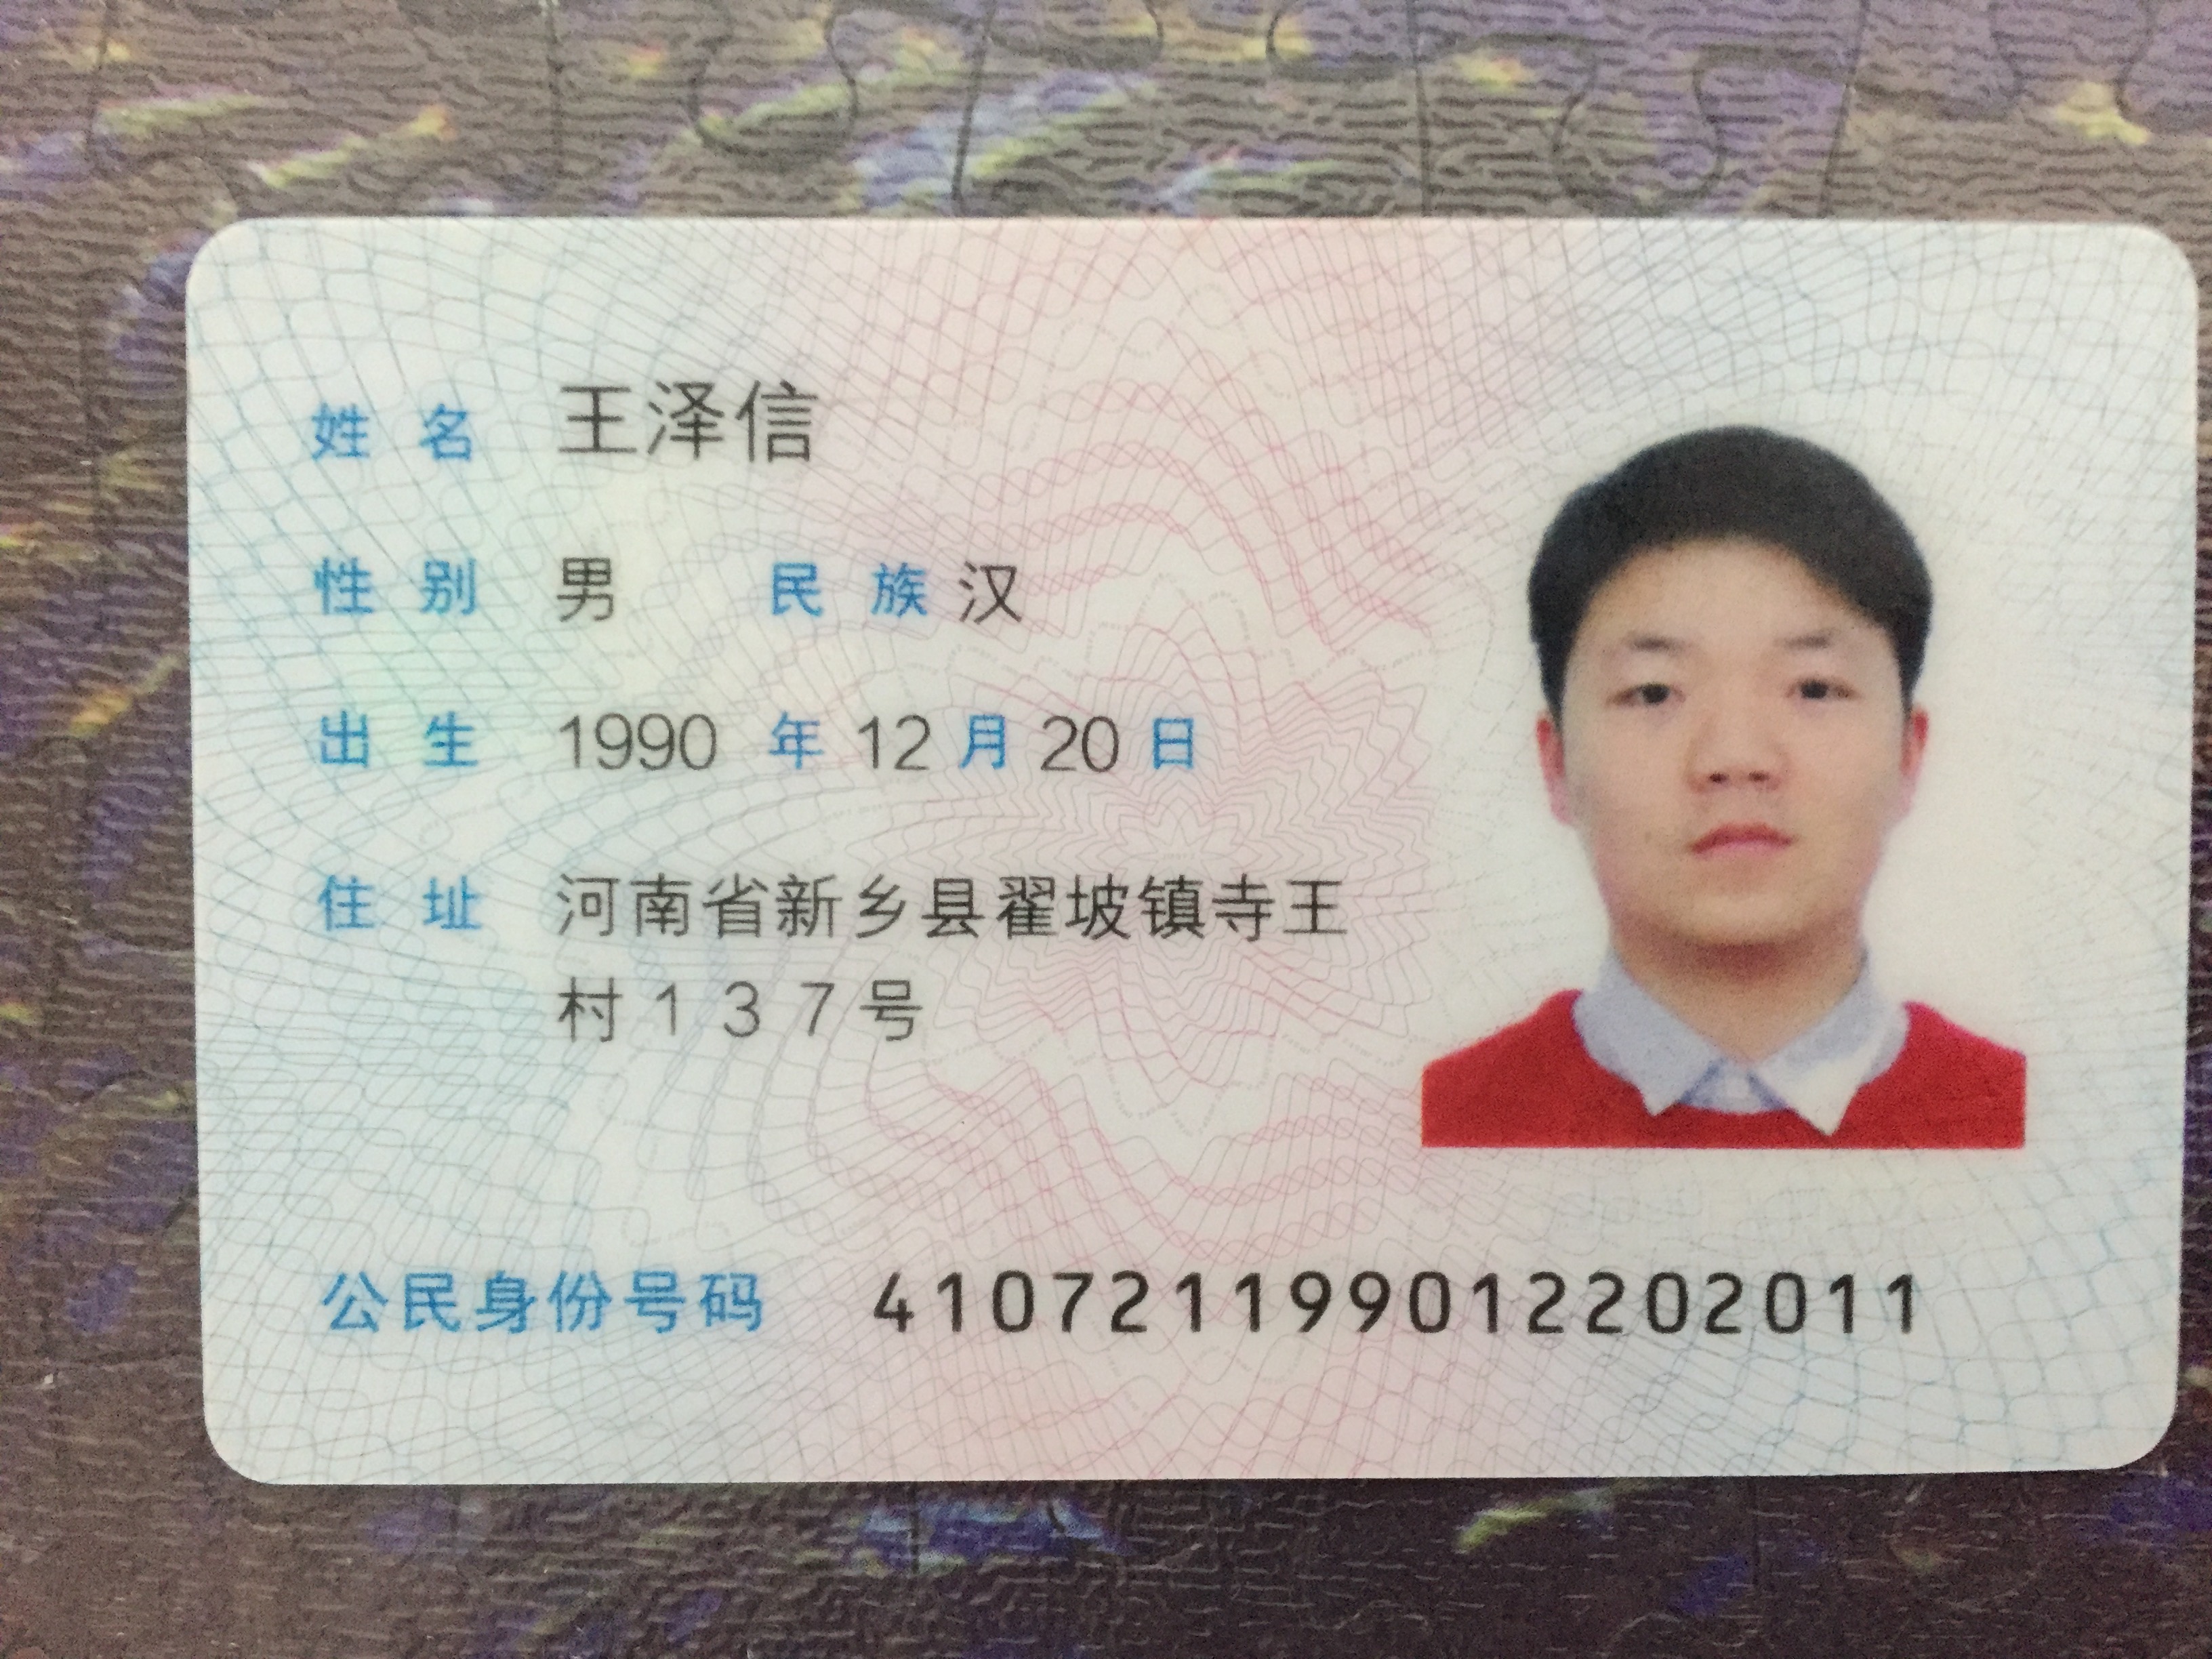 姓名 王泽信
性别 男 民族 汉
出生 1990 年 12 月 20 日
住址 河南省新乡县翟坡镇寺王
村137号
公民身份号码 410721199012202011